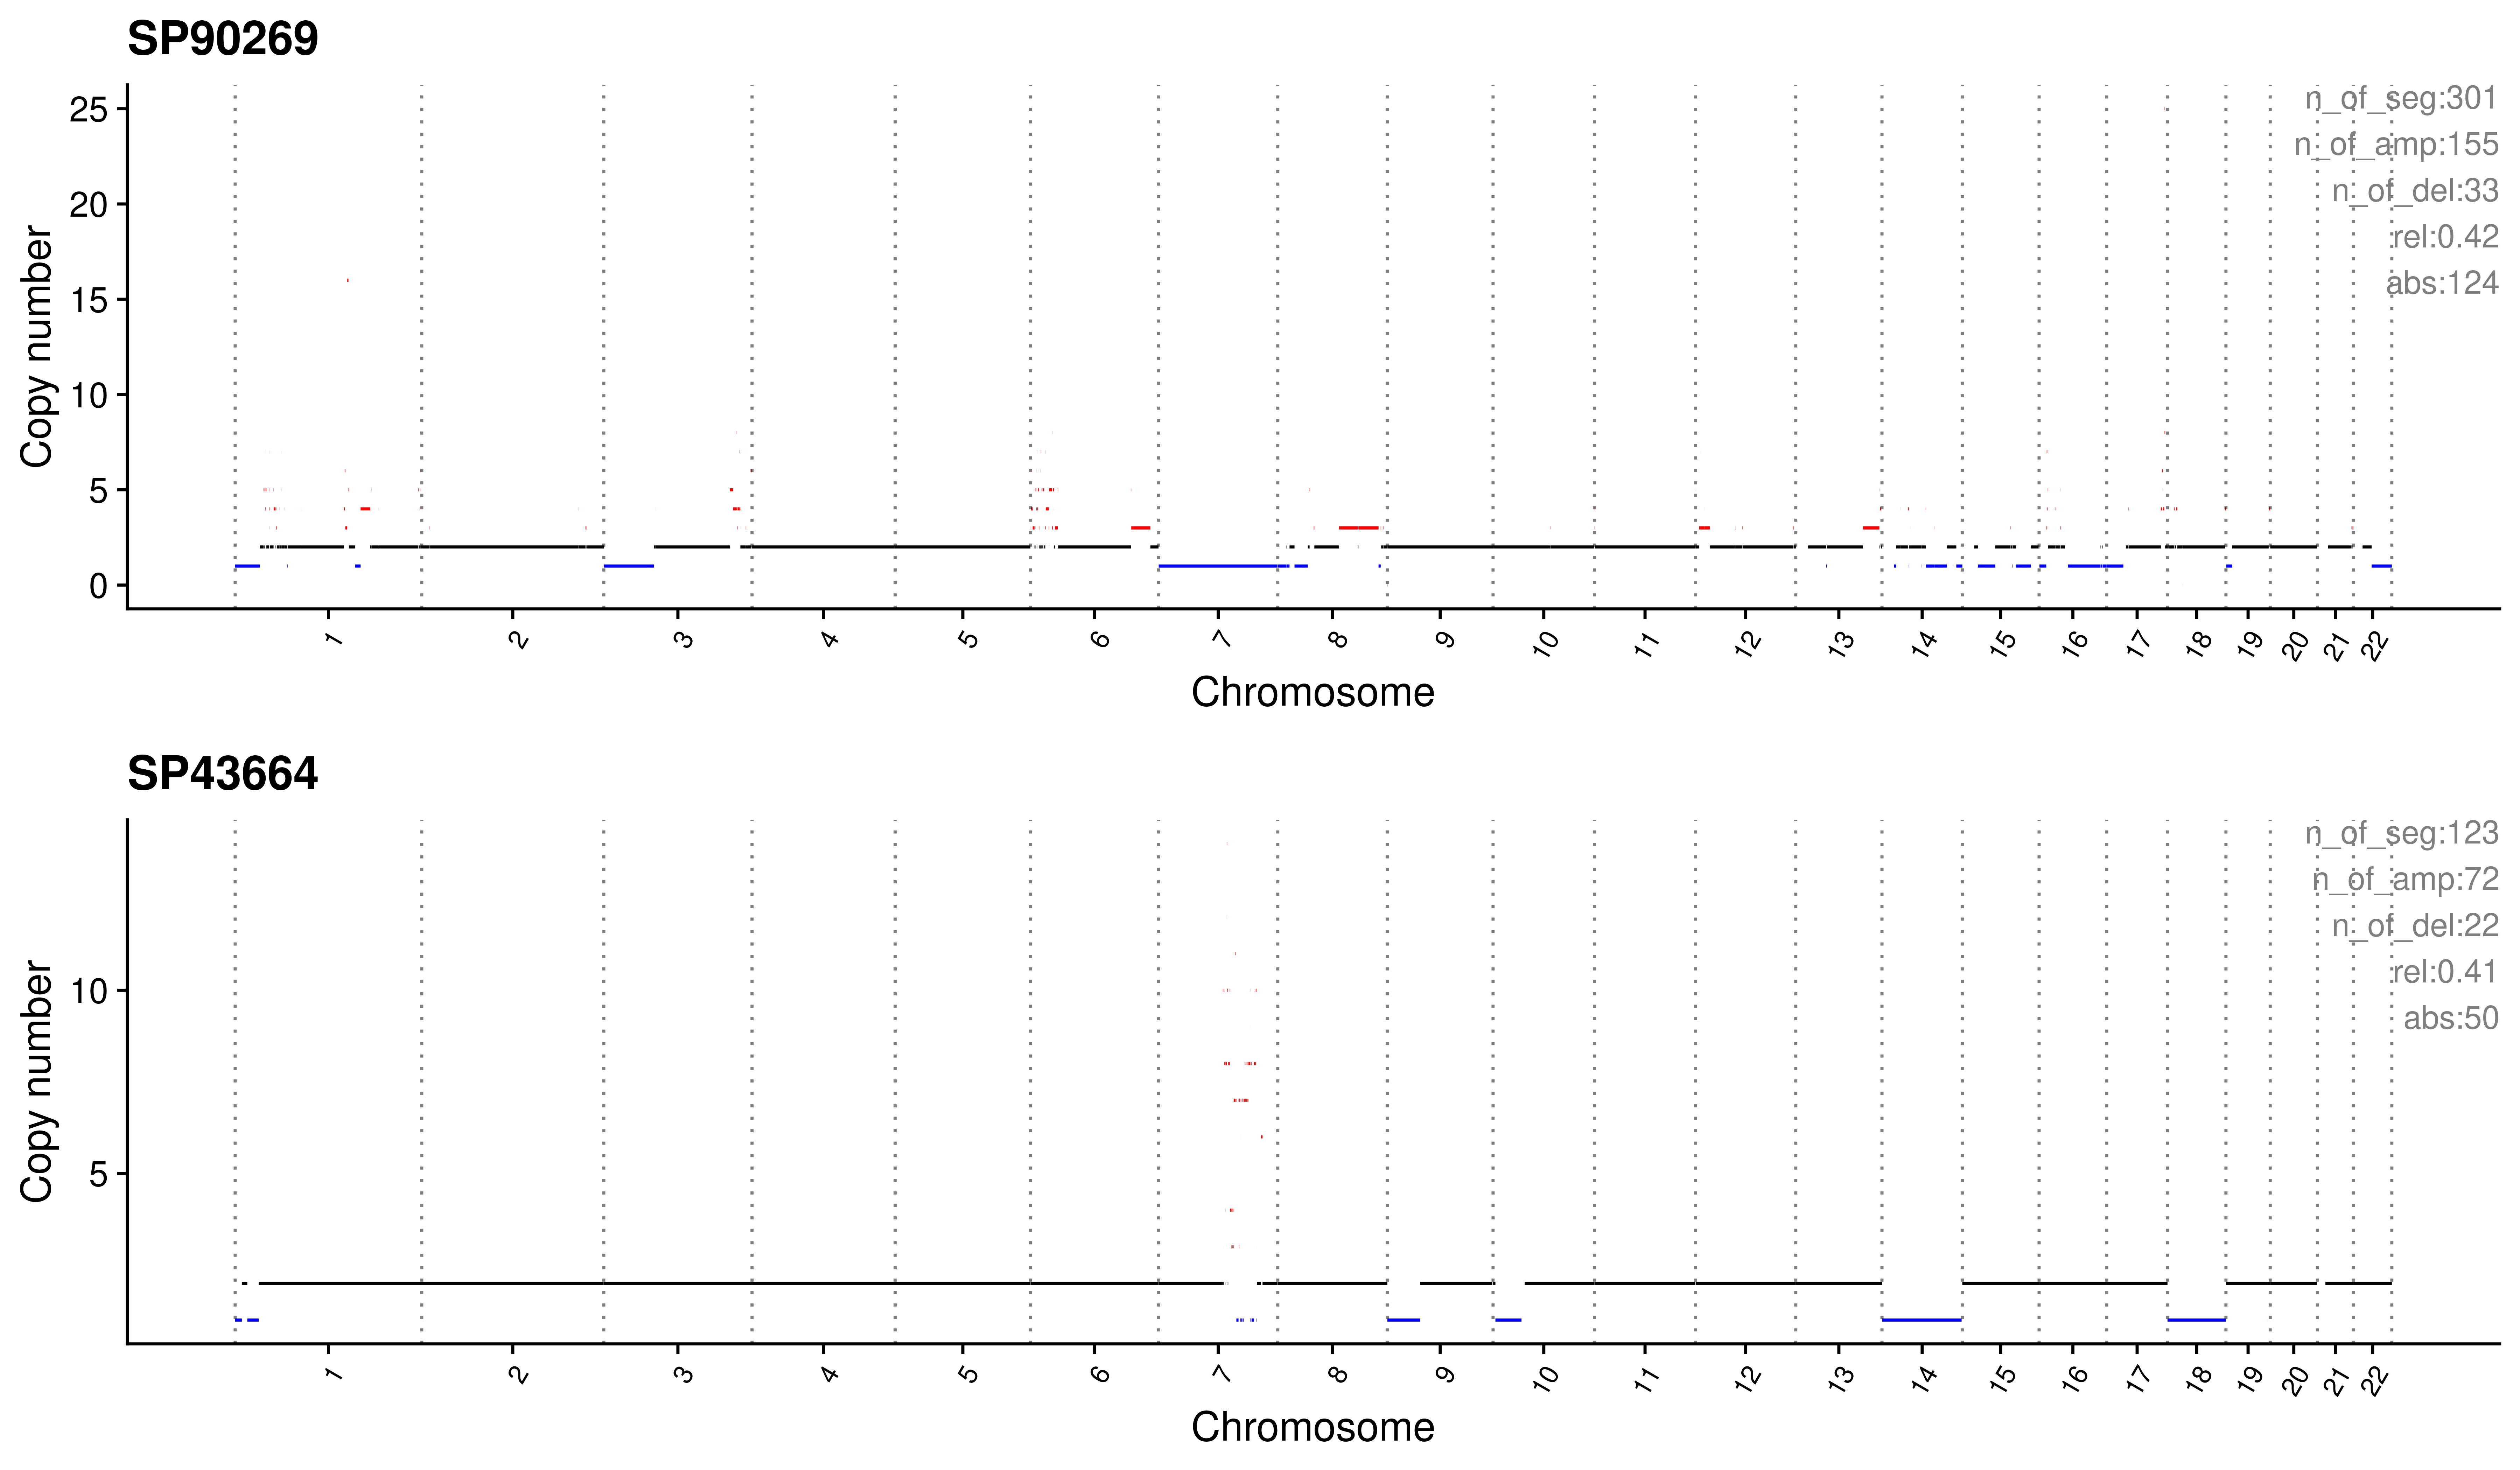 SP90269
n_of_seg:301
n_of_amp:155
n_of_del:33
rel:0.42
abs:124
25
20
15
10
5
0
Copy number
1 2 3 4 5 6 7 8 9 10 11 12 13 14 15 16 17 18 19 20 21 22
Chromosome
SP43664
n_of_seg:123
n_of_amp:72
n_of_del:22
rel:0.41
abs:50
10
5
Copy number
1 2 3 4 5 6 7 8 9 10 11 12 13 14 15 16 17 18 19 20 21 22
Chromosome